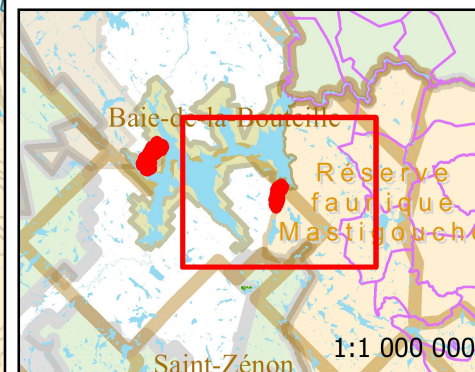 Baie-de-la-Bouteille
Réserve
faunique
Mastigouche
Saint-Zénon
1:1 000 000